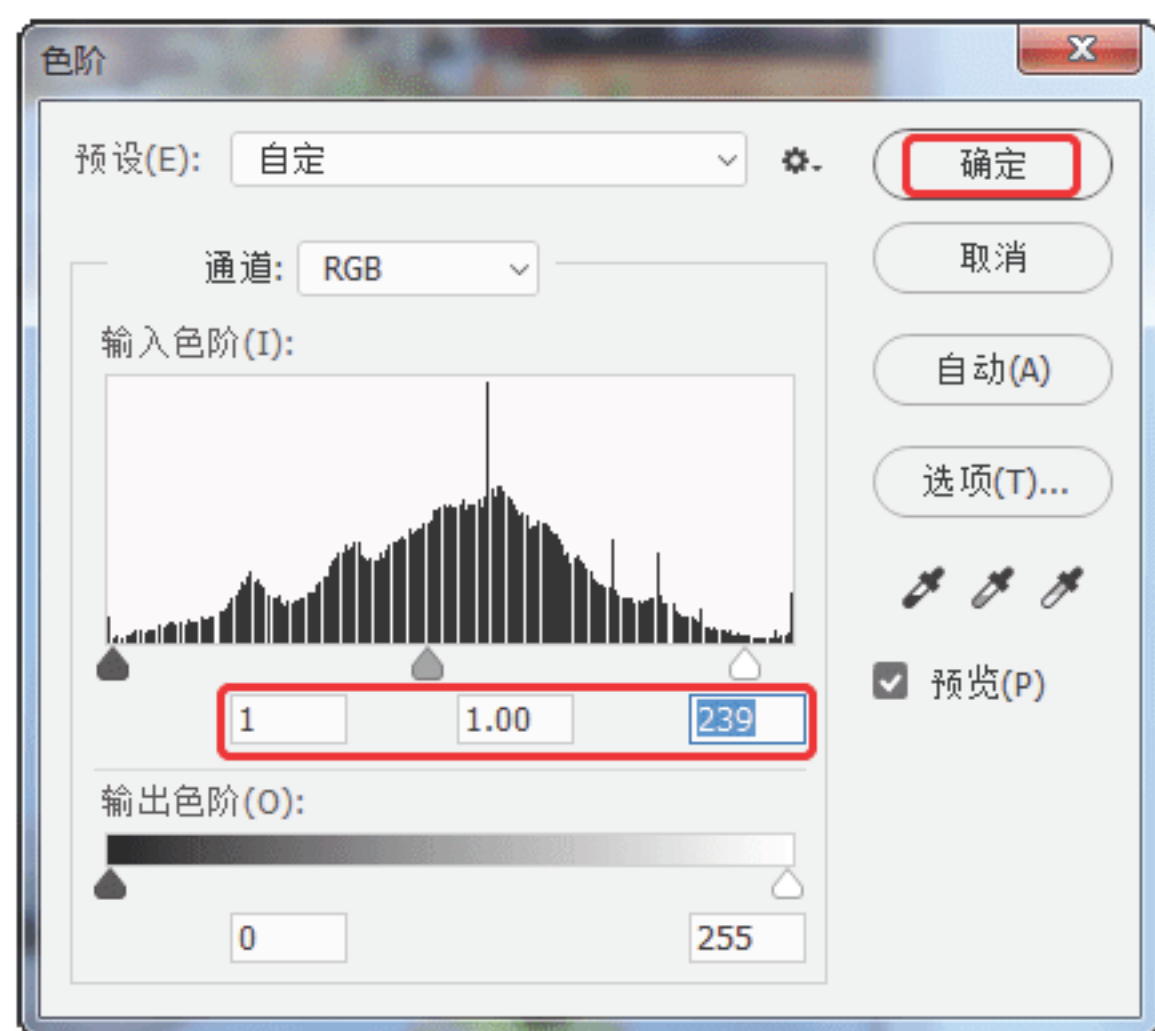 色阶
预设(E): 自定
确定
取消
通道: RGB
输入色阶(I):
自动(A)
选项(T)...
预览(P)
1 1.00 239
输出色阶(O):
0 255